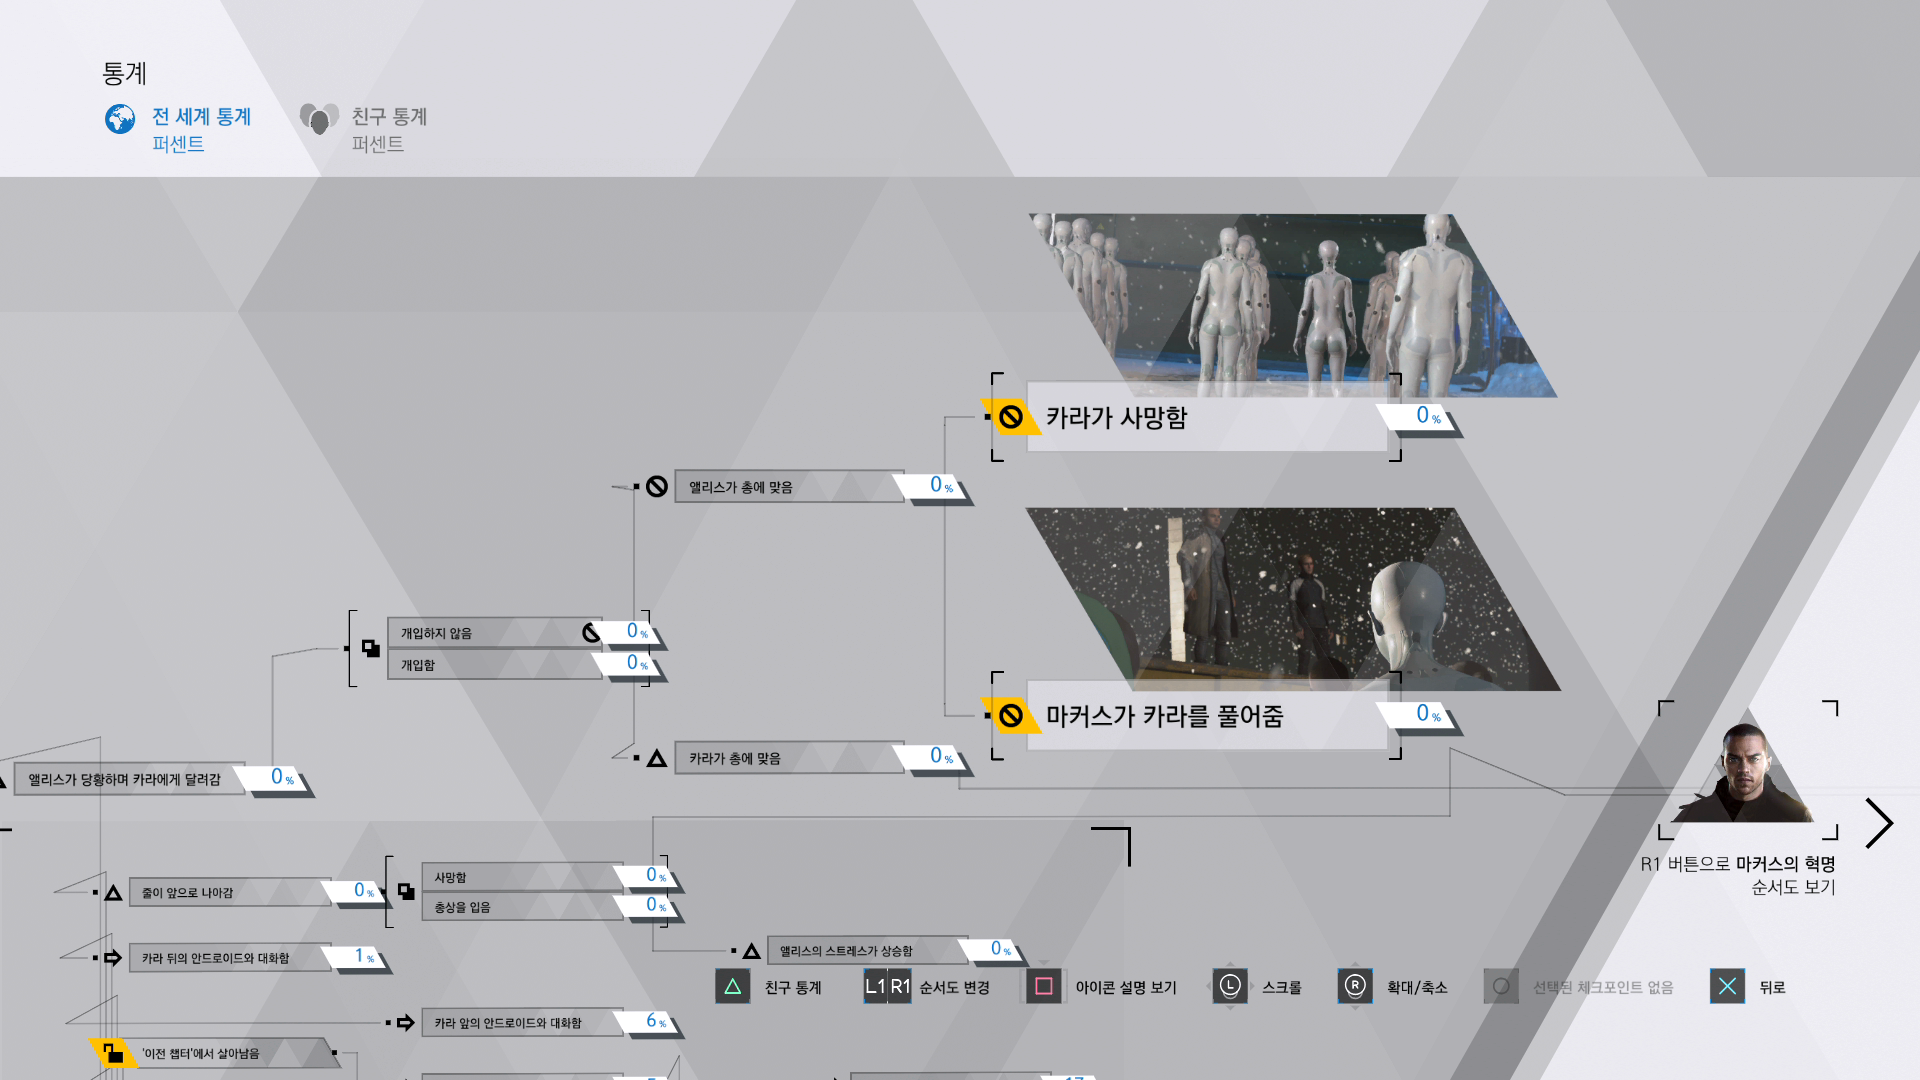 통계
전 세계 통계
퍼센트
친구 통계
퍼센트
카라가 사망함
0%
앨리스가 총에 맞음
0%
개입하지 않음
0%
개입함
0%
마커스가 카라를 풀어줌
0%
카라가 총에 맞음
0%
앨리스가 당황하며 카라에게 달려감
0%
줄이 앞으로 나아감
0%
사망함
0%
총상을 입음
0%
R1 버튼으로 마커스의 혁명
순서도 보기
카라 뒤의 안드로이드와 대화함
1%
앨리스의 스트레스가 상승함
0%
친구 통계
L1 R1 순서도 변경
아이콘 설명 보기
L 스크롤
R 확대/축소
선택된 체크포인트 없음
뒤로
카라 앞의 안드로이드와 대화함
6%
'이전 챕터'에서 살아남음